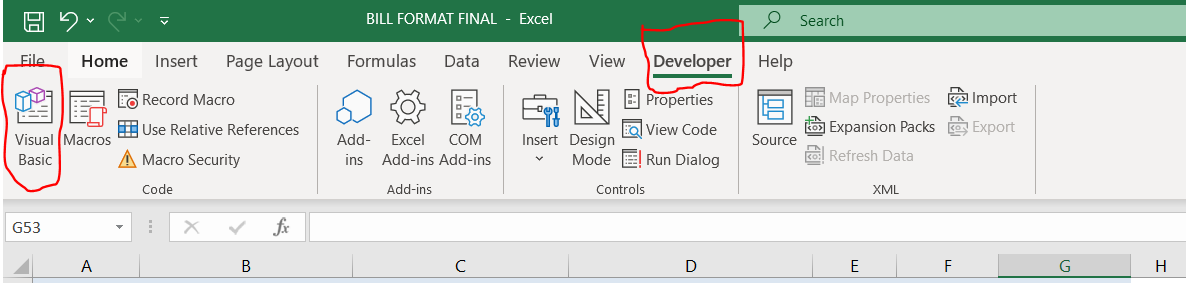 BILL FORMAT FINAL - Excel
Search
File Home Insert Page Layout Formulas Data Review View Developer Help
Visual Basic
Macros
Record Macro
Use Relative References
Macro Security
Code
Add-ins
Excel Add-ins
COM Add-ins
Add-ins
Insert
Design Mode
Properties
View Code
Run Dialog
Controls
Source
Map Properties
Expansion Packs
Refresh Data
Import
Export
XML
G53
fx
A B C D E F G H